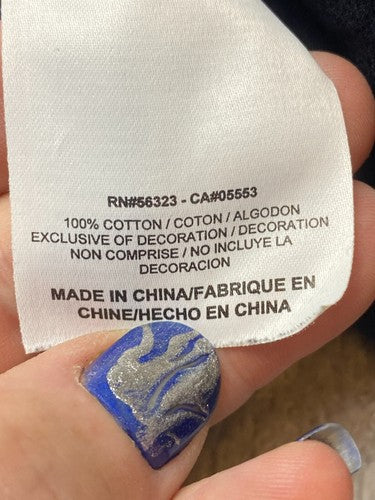 RN#56323 - CA#05553
100% COTTON / COTON / ALGODON
EXCLUSIVE OF DECORATION / DECORATION
NON COMPRISE / NO INCLUYE LA
DECORACION
MADE IN CHINA/FABRIQUE EN
CHINE/HECHO EN CHINA